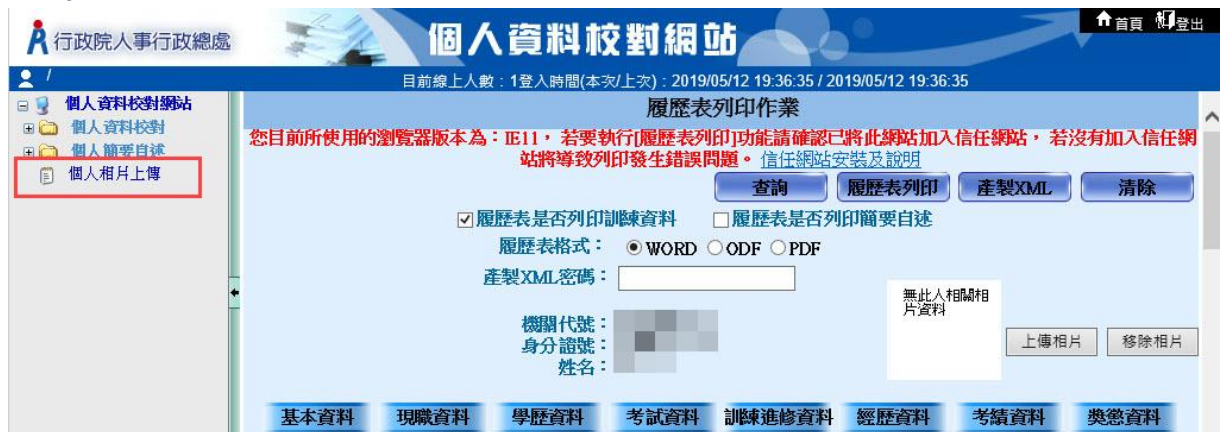 行政院人事行政總處
個人資料校對網站
首頁 登出
/
目前線上人數：1登入時間(本次/上次)：2019/05/12 19:36:35 / 2019/05/12 19:36:35
個人資料校對網站
個人資料校對
個人簡要自述
個人相片上傳
履歷表列印作業
您目前所使用的瀏覽器版本為：IE11， 若要執行[履歷表列印]功能請確認已將此網站加入信任網站， 若沒有加入信任網
站將導致列印發生錯誤問題。 信任網站安裝及說明
查詢 履歷表列印 產製XML 清除
履歷表是否列印訓練資料 履歷表是否列印簡要自述
履歷表格式： WORD ODF PDF
產製XML密碼：
無此人相關相
片資料
機關代號：
身分證號：
姓名：
上傳相片 移除相片
基本資料 現職資料 學歷資料 考試資料 訓練進修資料 經歷資料 考績資料 獎懲資料